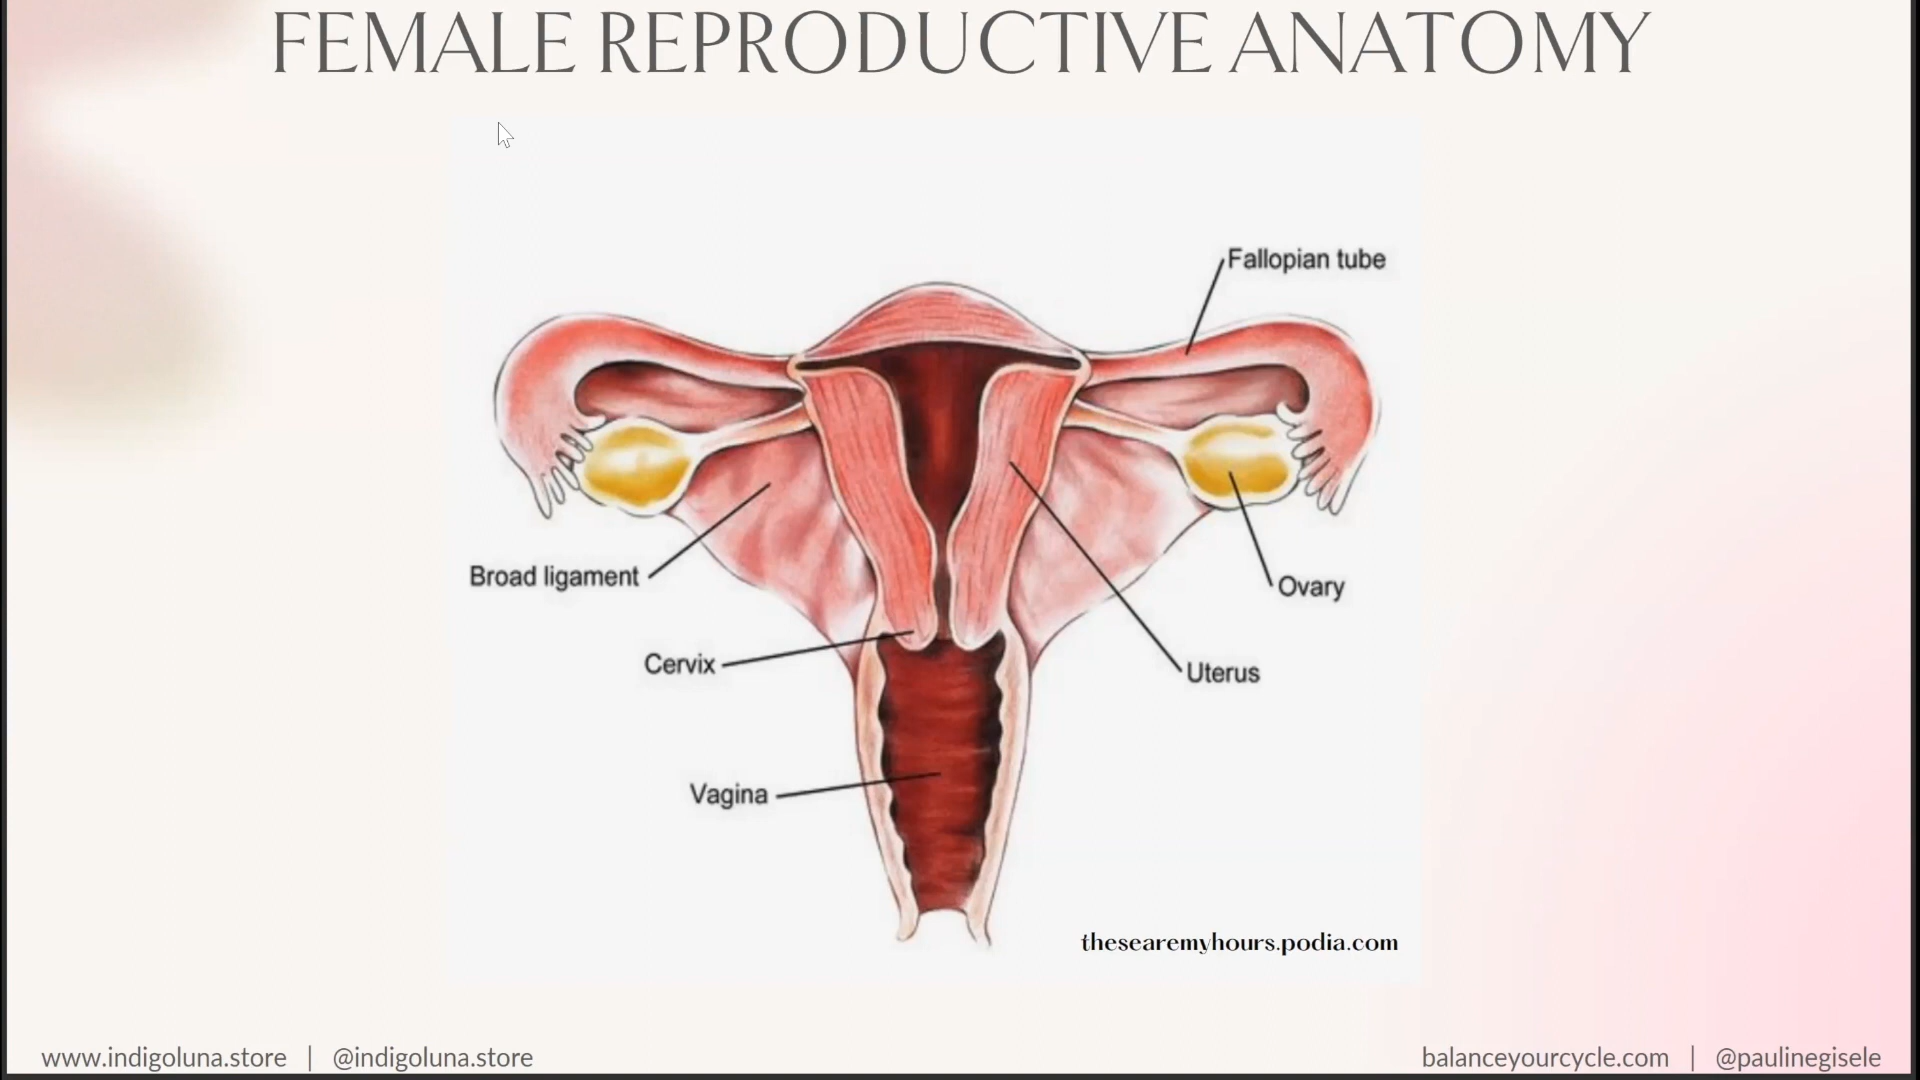 FEMALE REPRODUCTIVE ANATOMY
Fallopian tube
Broad ligament
Ovary
Cervix
Uterus
Vagina
thesearemyhours.podia.com
www.indigoluna.store | @indigoluna.store
balanceyourcycle.com | @paulinegisele